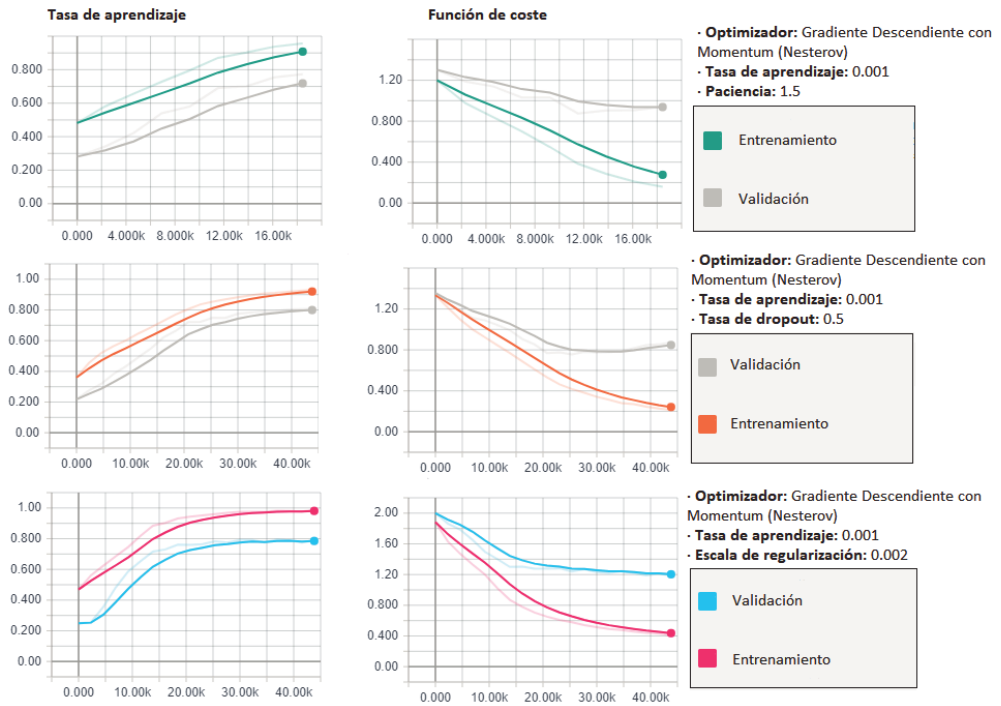 Tasa de aprendizaje
Función de coste
0.800
0.600
0.400
0.200
0.00
0.000 4.000k 8.000k 12.00k 16.00k
1.20
0.800
0.400
0.00
0.000 4.000k 8.000k 12.00k 16.00k
· Optimizador: Gradiente Descendiente con
Momentum (Nesterov)
· Tasa de aprendizaje: 0.001
· Paciencia: 1.5
Entrenamiento
Validación
1.00
0.800
0.600
0.400
0.200
0.00
0.000 10.00k 20.00k 30.00k 40.00k
1.20
0.800
0.400
0.00
0.000 10.00k 20.00k 30.00k 40.00k
· Optimizador: Gradiente Descendiente con
Momentum (Nesterov)
· Tasa de aprendizaje: 0.001
· Tasa de dropout: 0.5
Validación
Entrenamiento
1.00
0.800
0.600
0.400
0.200
0.00
0.000 10.00k 20.00k 30.00k 40.00k
2.00
1.60
1.20
0.800
0.400
0.00
0.000 10.00k 20.00k 30.00k 40.00k
· Optimizador: Gradiente Descendiente con
Momentum (Nesterov)
· Tasa de aprendizaje: 0.001
· Escala de regularización: 0.002
Validación
Entrenamiento